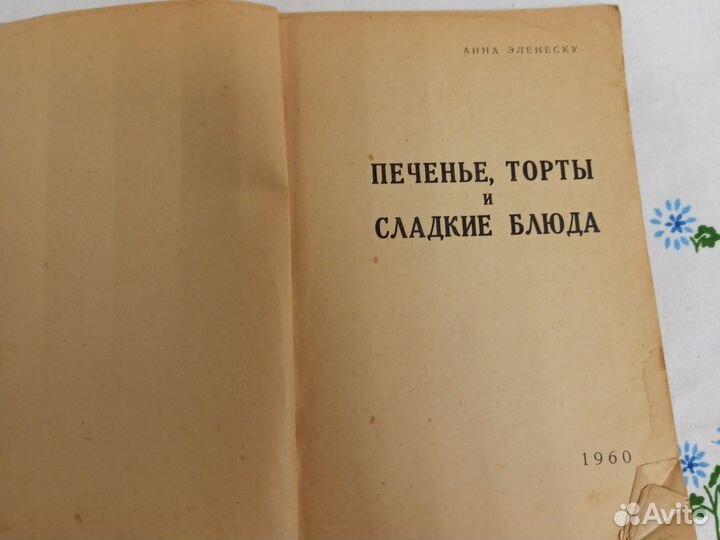 АННА ЭЛЕНЕСКУ
ПЕЧЕНЬЕ, ТОРТЫ
и
СЛАДКИЕ БЛЮДА
1960
Avito